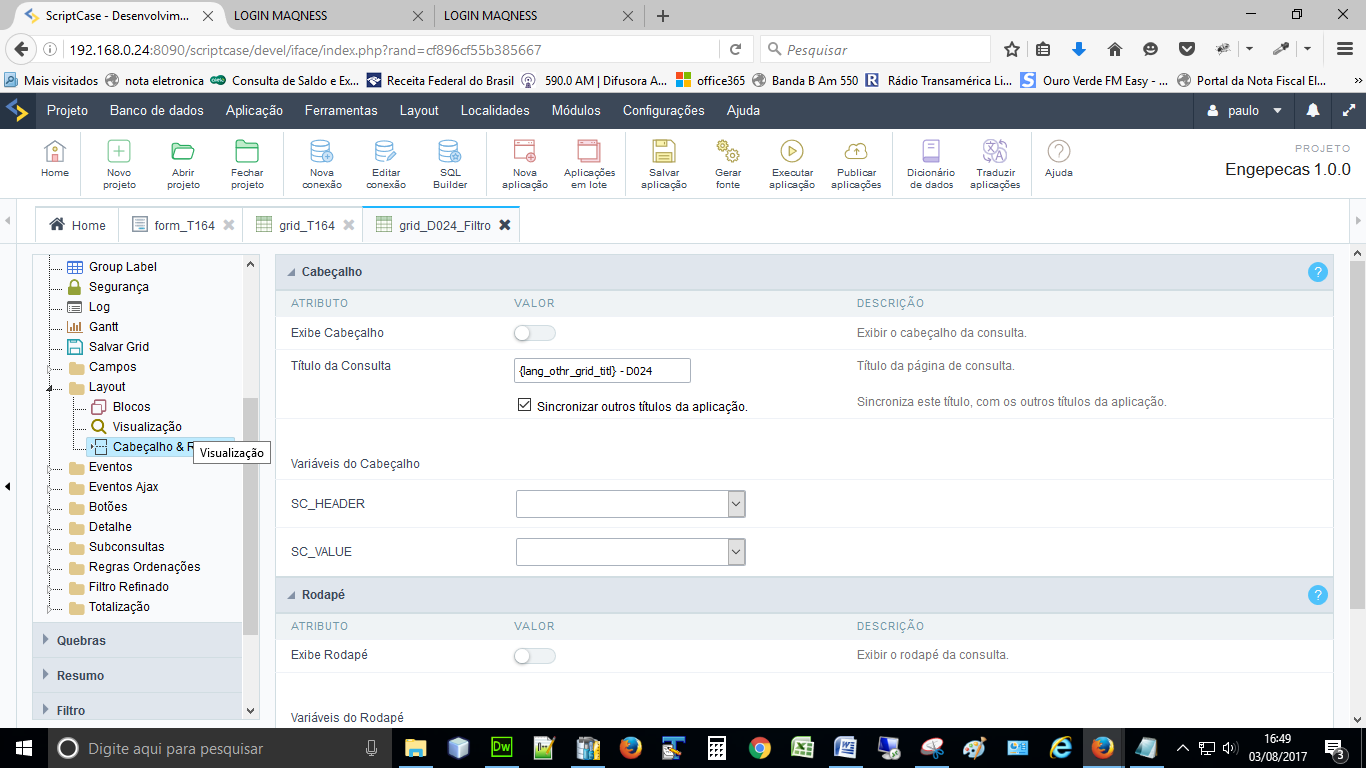 ScriptCase - Desenvolvim...
LOGIN MAQNESS
LOGIN MAQNESS
192.168.0.24:8090/scriptcase/devel/iface/index.php?rand=cf896cf55b385667
Pesquisar
Mais visitados
nota eletronica
Consulta de Saldo e Ex...
Receita Federal do Brasil
590.0 AM | Difusora A...
office365
Banda B Am 550
Rádio Transamérica Li...
Ouro Verde FM Easy - ...
Portal da Nota Fiscal El...
Projeto
Banco de dados
Aplicação
Ferramentas
Layout
Localidades
Módulos
Configurações
Ajuda
paulo
Home
Novo
projeto
Abrir
projeto
Fechar
projeto
Nova
conexão
Editar
conexão
SQL
Builder
Nova
aplicação
Aplicações
em lote
Salvar
aplicação
Gerar
fonte
Executar
aplicação
Publicar
aplicações
Dicionário
de dados
Traduzir
aplicações
Ajuda
PROJETO
Engepecas 1.0.0
Home
form_T164
grid_T164
grid_D024_Filtro
Group Label
Segurança
Log
Gantt
Salvar Grid
Campos
Layout
Blocos
Visualização
Cabeçalho & R
Visualização
Eventos
Eventos Ajax
Botões
Detalhe
Subconsultas
Regras Ordenações
Filtro Refinado
Totalização
Quebras
Resumo
Filtro
Cabeçalho
?
ATRIBUTO VALOR DESCRIÇÃO
Exibe Cabeçalho Exibir o cabeçalho da consulta.
Título da Consulta {lang_othr_grid_titl} - D024 Título da página de consulta.
Sincronizar outros títulos da aplicação. Sincroniza este título, com os outros títulos da aplicação.
Variáveis do Cabeçalho
SC_HEADER
SC_VALUE
Rodapé
?
ATRIBUTO VALOR DESCRIÇÃO
Exibe Rodapé Exibir o rodapé da consulta.
Variáveis do Rodapé
Digite aqui para pesquisar
Dw
16:49
03/08/2017
3